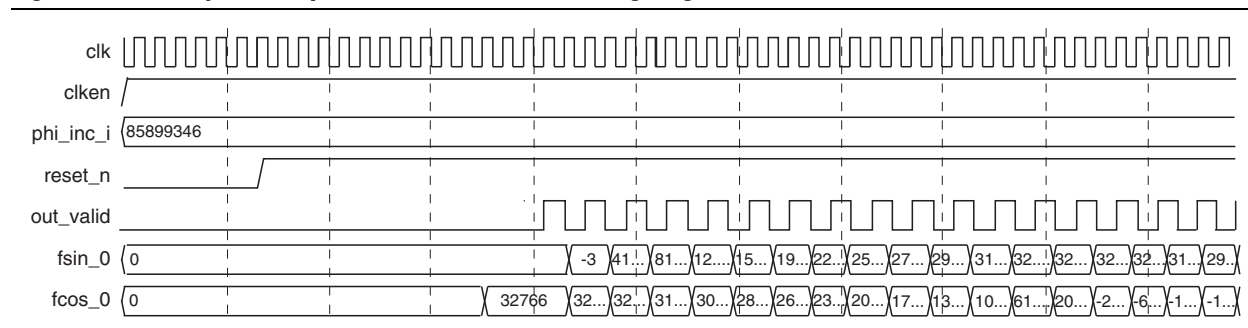 clk
clken
phi_inc_i 85899346
reset_n
out_valid
fsin_0 0 -3 41... 81... 12.... 15... 19... 22... 25... 27... 29... 31... 32.... 32... 32... 32... 31... 29..
fcos_0 0 32766 32... 32... 31... 30... 28... 26... 23... 20... 17... 13... 10... 61... 20... -2... -6... -1... -1...